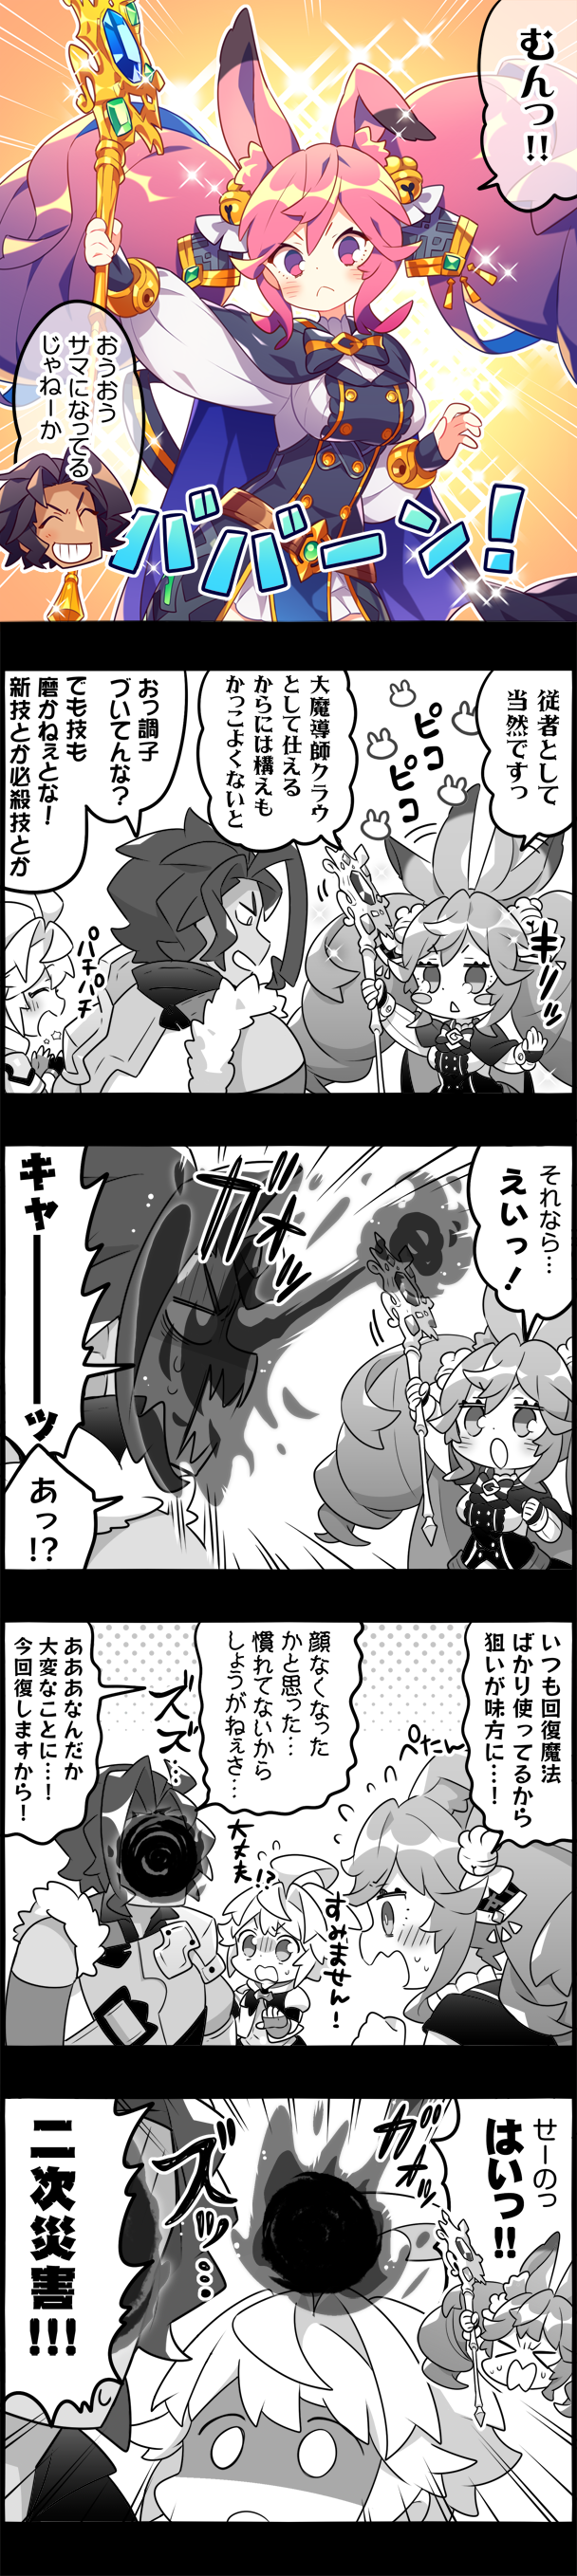 むんっ!!
おうおう
サマになってる
じゃねーか
ババーン!
従者として
当然ですっ
ピコ
ピコ
大魔導師クラウ
として仕える
からには構えも
かっこよくないと
キリッ
おっ調子
づいてんな?
でも技も
磨かねぇとな!
新技とか必殺技とか
パチパチ
それなら…
えいっ!
ガオッ
キャーーッ
あっ!?
いつも回復魔法
ばかり使ってるから
狙いが味方に…!
ぺたん~
すみません!
顔なくなった
かと思った…
慣れてないから
しょうがねぇさ…
大丈夫!?
ズズ…
あああなんだか
大変なことに…!
今回復しますから!
せーのっ
はいっ!!
ガオッ
ズッ…
二次災害!!!